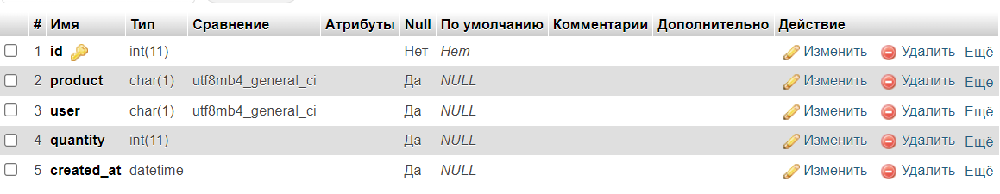 # Имя Тип Сравнение Атрибуты Null По умолчанию Комментарии Дополнительно Действие
1 id int(11) Нет Нет Изменить Удалить Ещё
2 product char(1) utf8mb4_general_ci Да NULL Изменить Удалить Ещё
3 user char(1) utf8mb4_general_ci Да NULL Изменить Удалить Ещё
4 quantity int(11) Да NULL Изменить Удалить Ещё
5 created_at datetime Да NULL Изменить Удалить Ещё